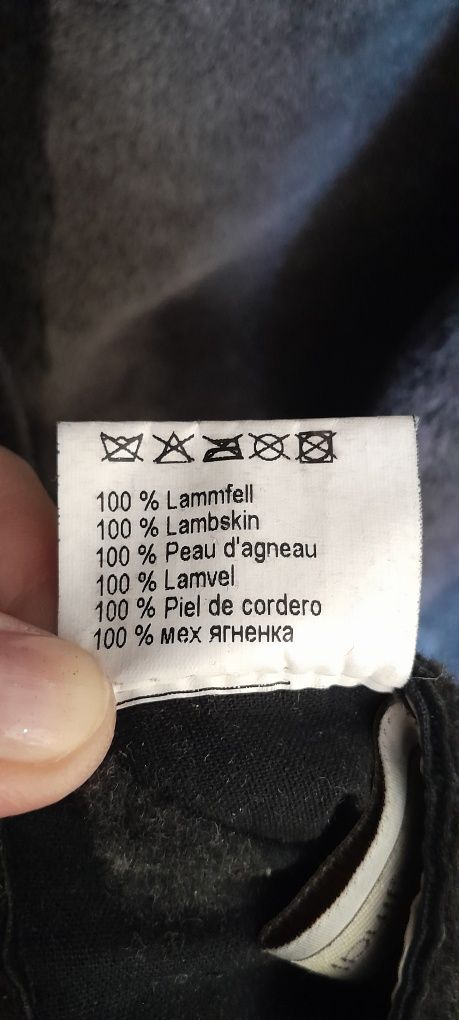 100 % Lammfell
100 % Lambskin
100 % Peau d'agneau
100 % Lamvel
100 % Piel de cordero
100 % мех ягненка